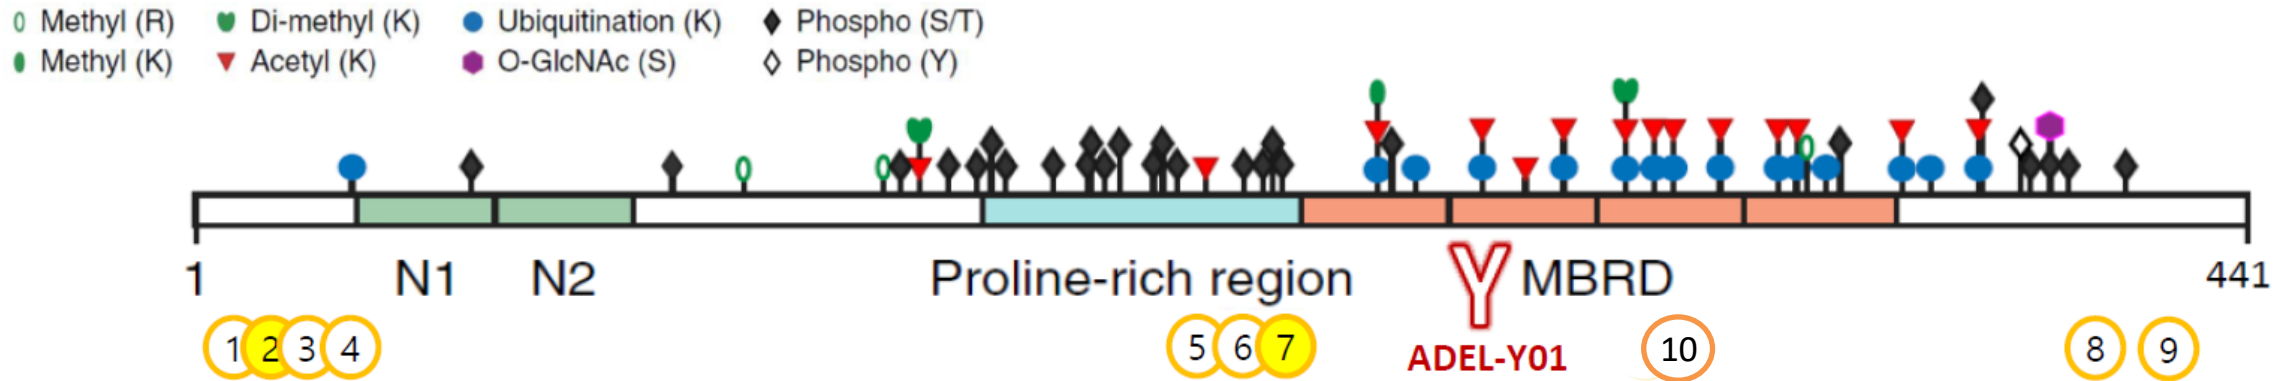 Methyl (R) Di-methyl (K) Ubiquitination (K) Phospho (S/T)
Methyl (K) Acetyl (K) O-GlcNAc (S) Phospho (Y)
1 N1 N2 Proline-rich region Y MBRD 441
1 2 3 4 5 6 7 ADEL-Y01 10 8 9